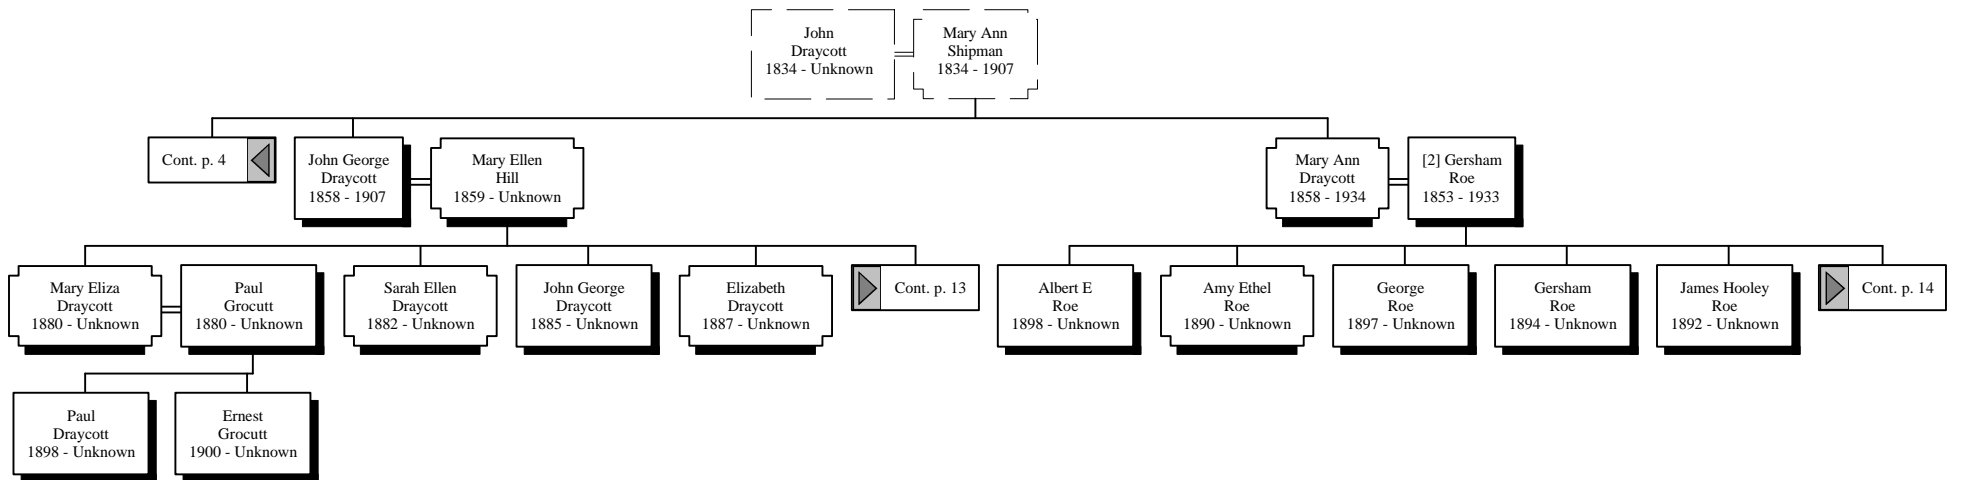 John
Draycott
1834 - Unknown
Mary Ann
Shipman
1834 - 1907
Cont. p. 4
John George
Draycott
1858 - 1907
Mary Ellen
Hill
1859 - Unknown
Mary Ann
Draycott
1858 - 1934
[2] Gersham
Roe
1853 - 1933
Mary Eliza
Draycott
1880 - Unknown
Paul
Grocutt
1880 - Unknown
Sarah Ellen
Draycott
1882 - Unknown
John George
Draycott
1885 - Unknown
Elizabeth
Draycott
1887 - Unknown
Cont. p. 13
Albert E
Roe
1898 - Unknown
Amy Ethel
Roe
1890 - Unknown
George
Roe
1897 - Unknown
Gersham
Roe
1894 - Unknown
James Hooley
Roe
1892 - Unknown
Cont. p. 14
Paul
Draycott
1898 - Unknown
Ernest
Grocutt
1900 - Unknown